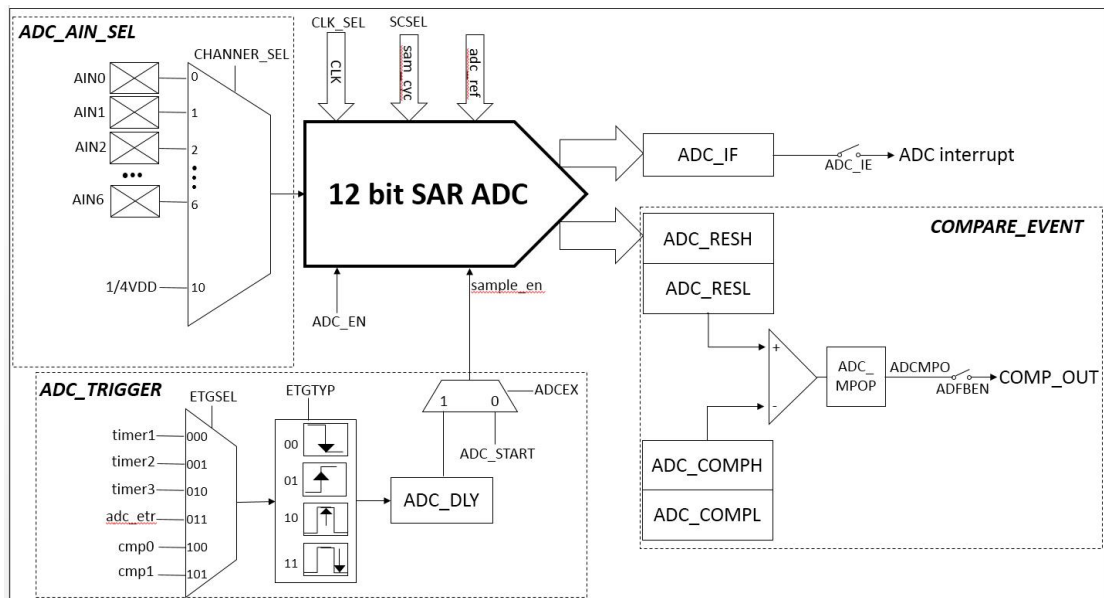 ADC_AIN_SEL
CLK_SEL
SCSEL
CHANNER_SEL
CLK
sam_cyc
adc_ref
AIN0
0
AIN1
1
AIN2
2
•••
AIN6
6
1/4VDD
10
12 bit SAR ADC
ADC_EN
sample_en
ADC_IF
ADC_IE
ADC interrupt
COMPARE_EVENT
ADC_RESH
ADC_RESL
+
-
ADC_
MPOP
ADCMPO
ADFBEN
COMP_OUT
ADC_COMPH
ADC_COMPL
ADC_TRIGGER
ETGSEL
ETGTYP
ADCEX
1
0
ADC_START
timer1
000
timer2
001
timer3
010
adc_etr
011
cmp0
100
cmp1
101
00
01
10
11
ADC_DLY